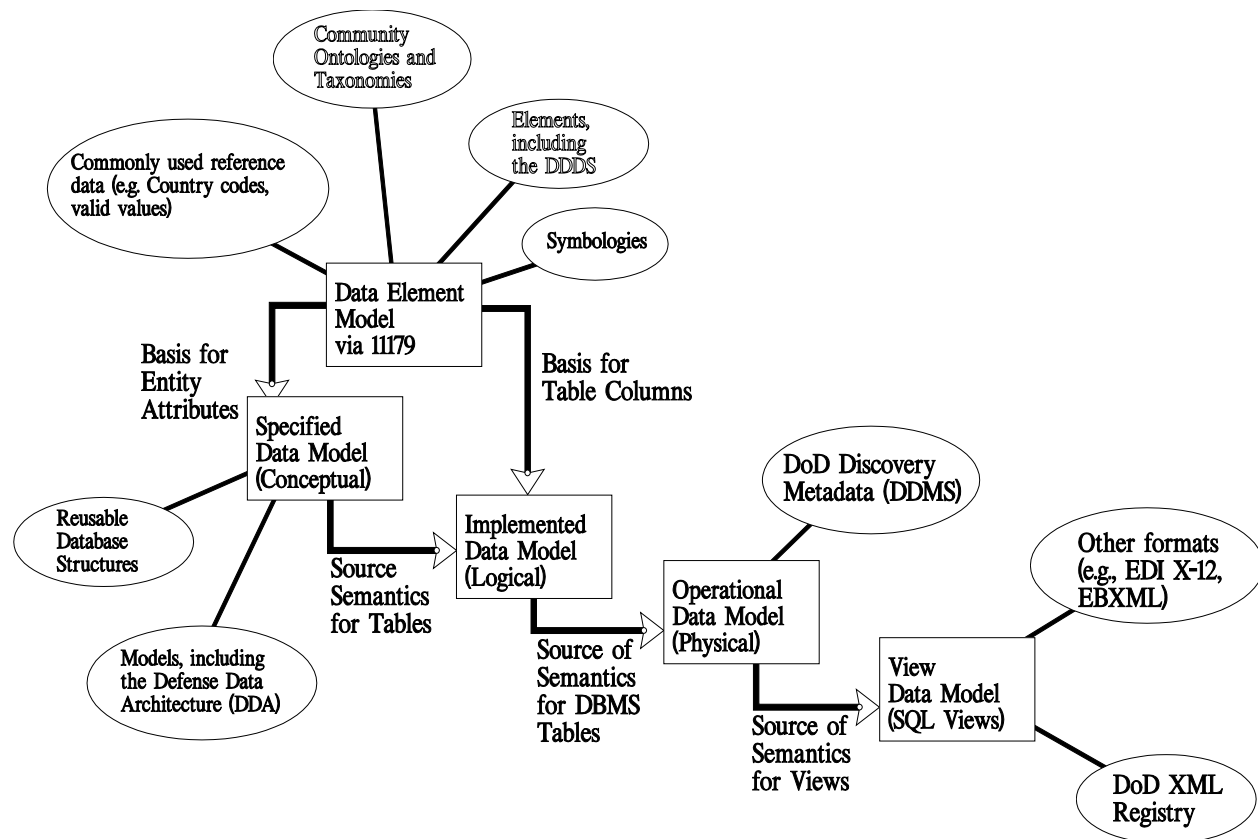 Community
Ontologies and
Taxonomies
Elements,
including
the DDDS
Commonly used reference
data (e.g. Country codes,
valid values)
Symbologies
Data Element
Model
via 11179
Basis for
Entity
Attributes
Basis for
Table Columns
Specified
Data Model
(Conceptual)
DoD Discovery
Metadata (DDMS)
Reusable
Database
Structures
Implemented
Data Model
(Logical)
Other formats
(e.g., EDI X-12,
EBXML)
Source
Semantics
for Tables
Operational
Data Model
(Physical)
Models, including
the Defense Data
Architecture (DDA)
Source of
Semantics
for DBMS
Tables
View
Data Model
(SQL Views)
Source of
Semantics
for Views
DoD XML
Registry